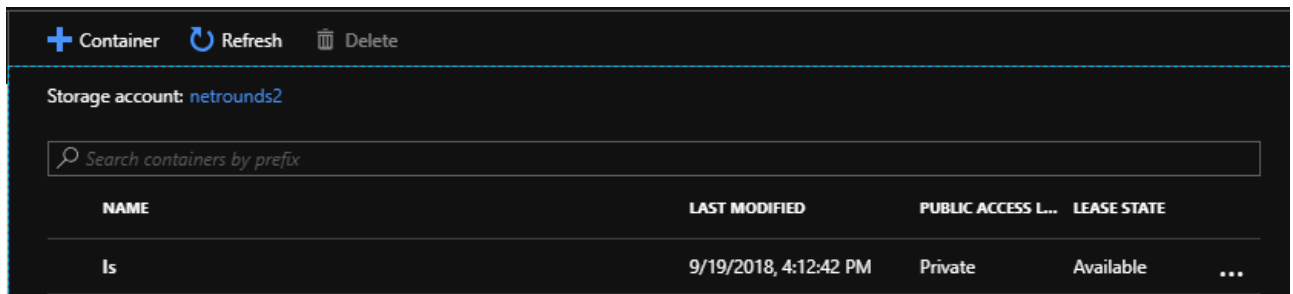 Container Refresh Delete
Storage account: netrounds2
Search containers by prefix
NAME LAST MODIFIED PUBLIC ACCESS L... LEASE STATE
ls 9/19/2018, 4:12:42 PM Private Available ...